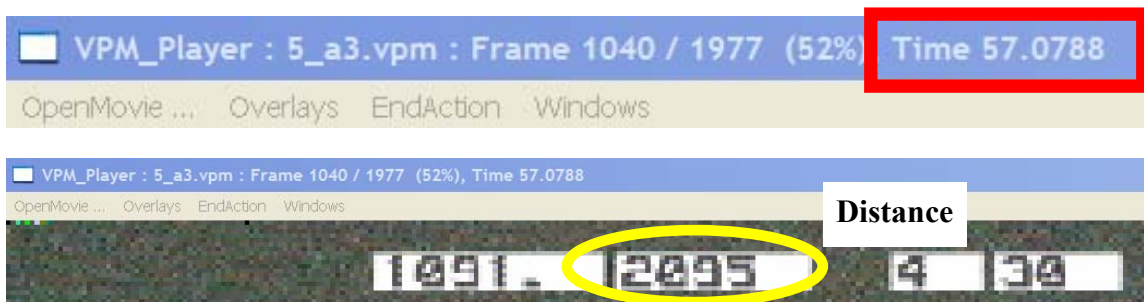 VPM_Player : 5_a3.vpm : Frame 1040 / 1977 (52%) Time 57.0788
OpenMovie ... Overlays EndAction Windows
VPM_Player : 5_a3.vpm : Frame 1040 / 1977 (52%), Time 57.0788
OpenMovie ... Overlays EndAction Windows
Distance
1091. 2095 4 30